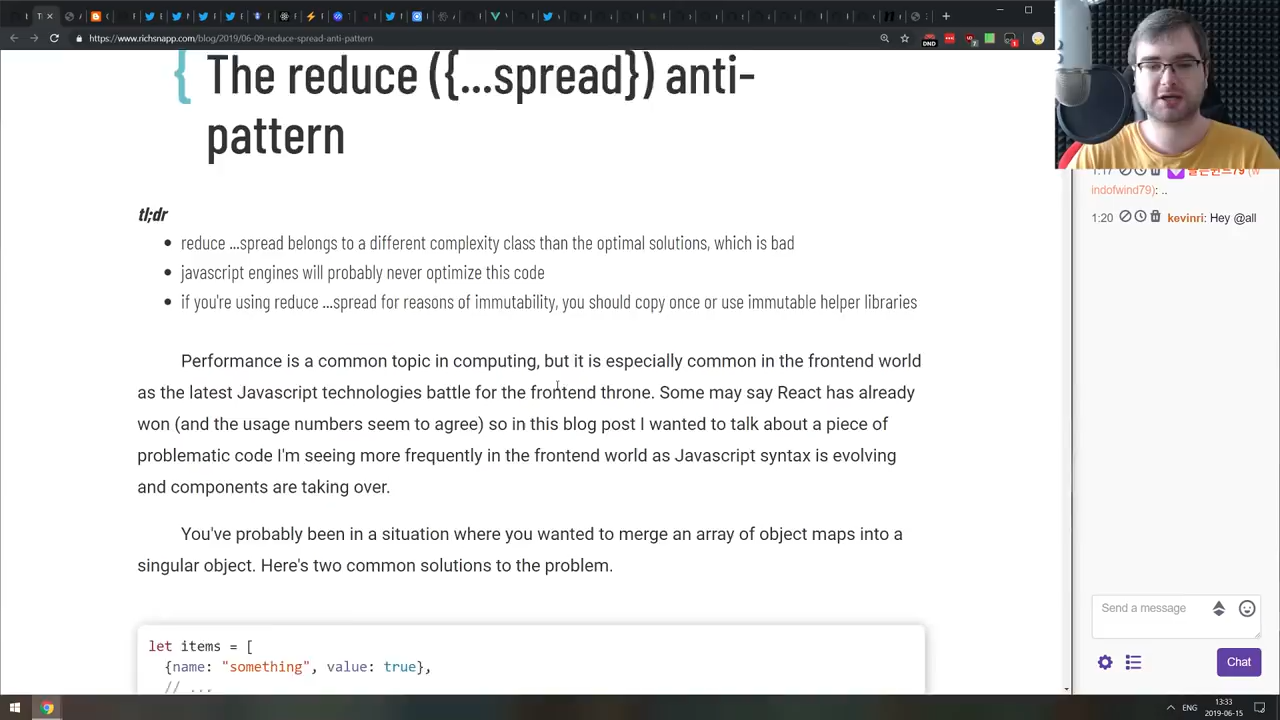 https://www.richsnapp.com/blog/2019/06-09-reduce-spread-anti-pattern
DND
{ The reduce ({...spread}) anti-
pattern
tl;dr
• reduce ...spread belongs to a different complexity class than the optimal solutions, which is bad
• javascript engines will probably never optimize this code
• if you're using reduce ...spread for reasons of immutability, you should copy once or use immutable helper libraries
Performance is a common topic in computing, but it is especially common in the frontend world
as the latest Javascript technologies battle for the frontend throne. Some may say React has already
won (and the usage numbers seem to agree) so in this blog post I wanted to talk about a piece of
problematic code I'm seeing more frequently in the frontend world as Javascript syntax is evolving
and components are taking over.
You've probably been in a situation where you wanted to merge an array of object maps into a
singular object. Here's two common solutions to the problem.
let items = [
{name: "something", value: true},
// ...
1:17
(w
indofwind79): ..
1:20 kevinri: Hey @all
Send a message
Chat
ENG
13:33
2019-06-15